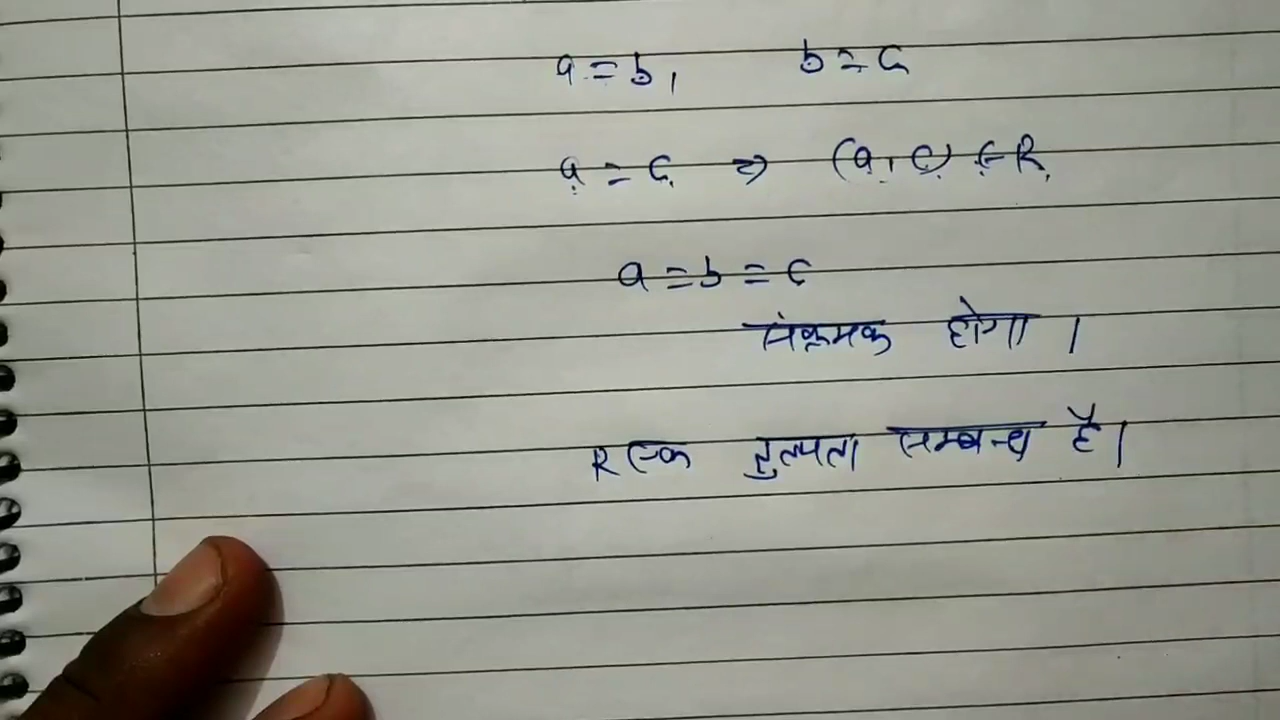 a = b, b = c
a = c ⇒ (a, c) ∈ R
a = b = c
संक्रमक होगा ।
R एक तुल्यता सम्बन्ध है।